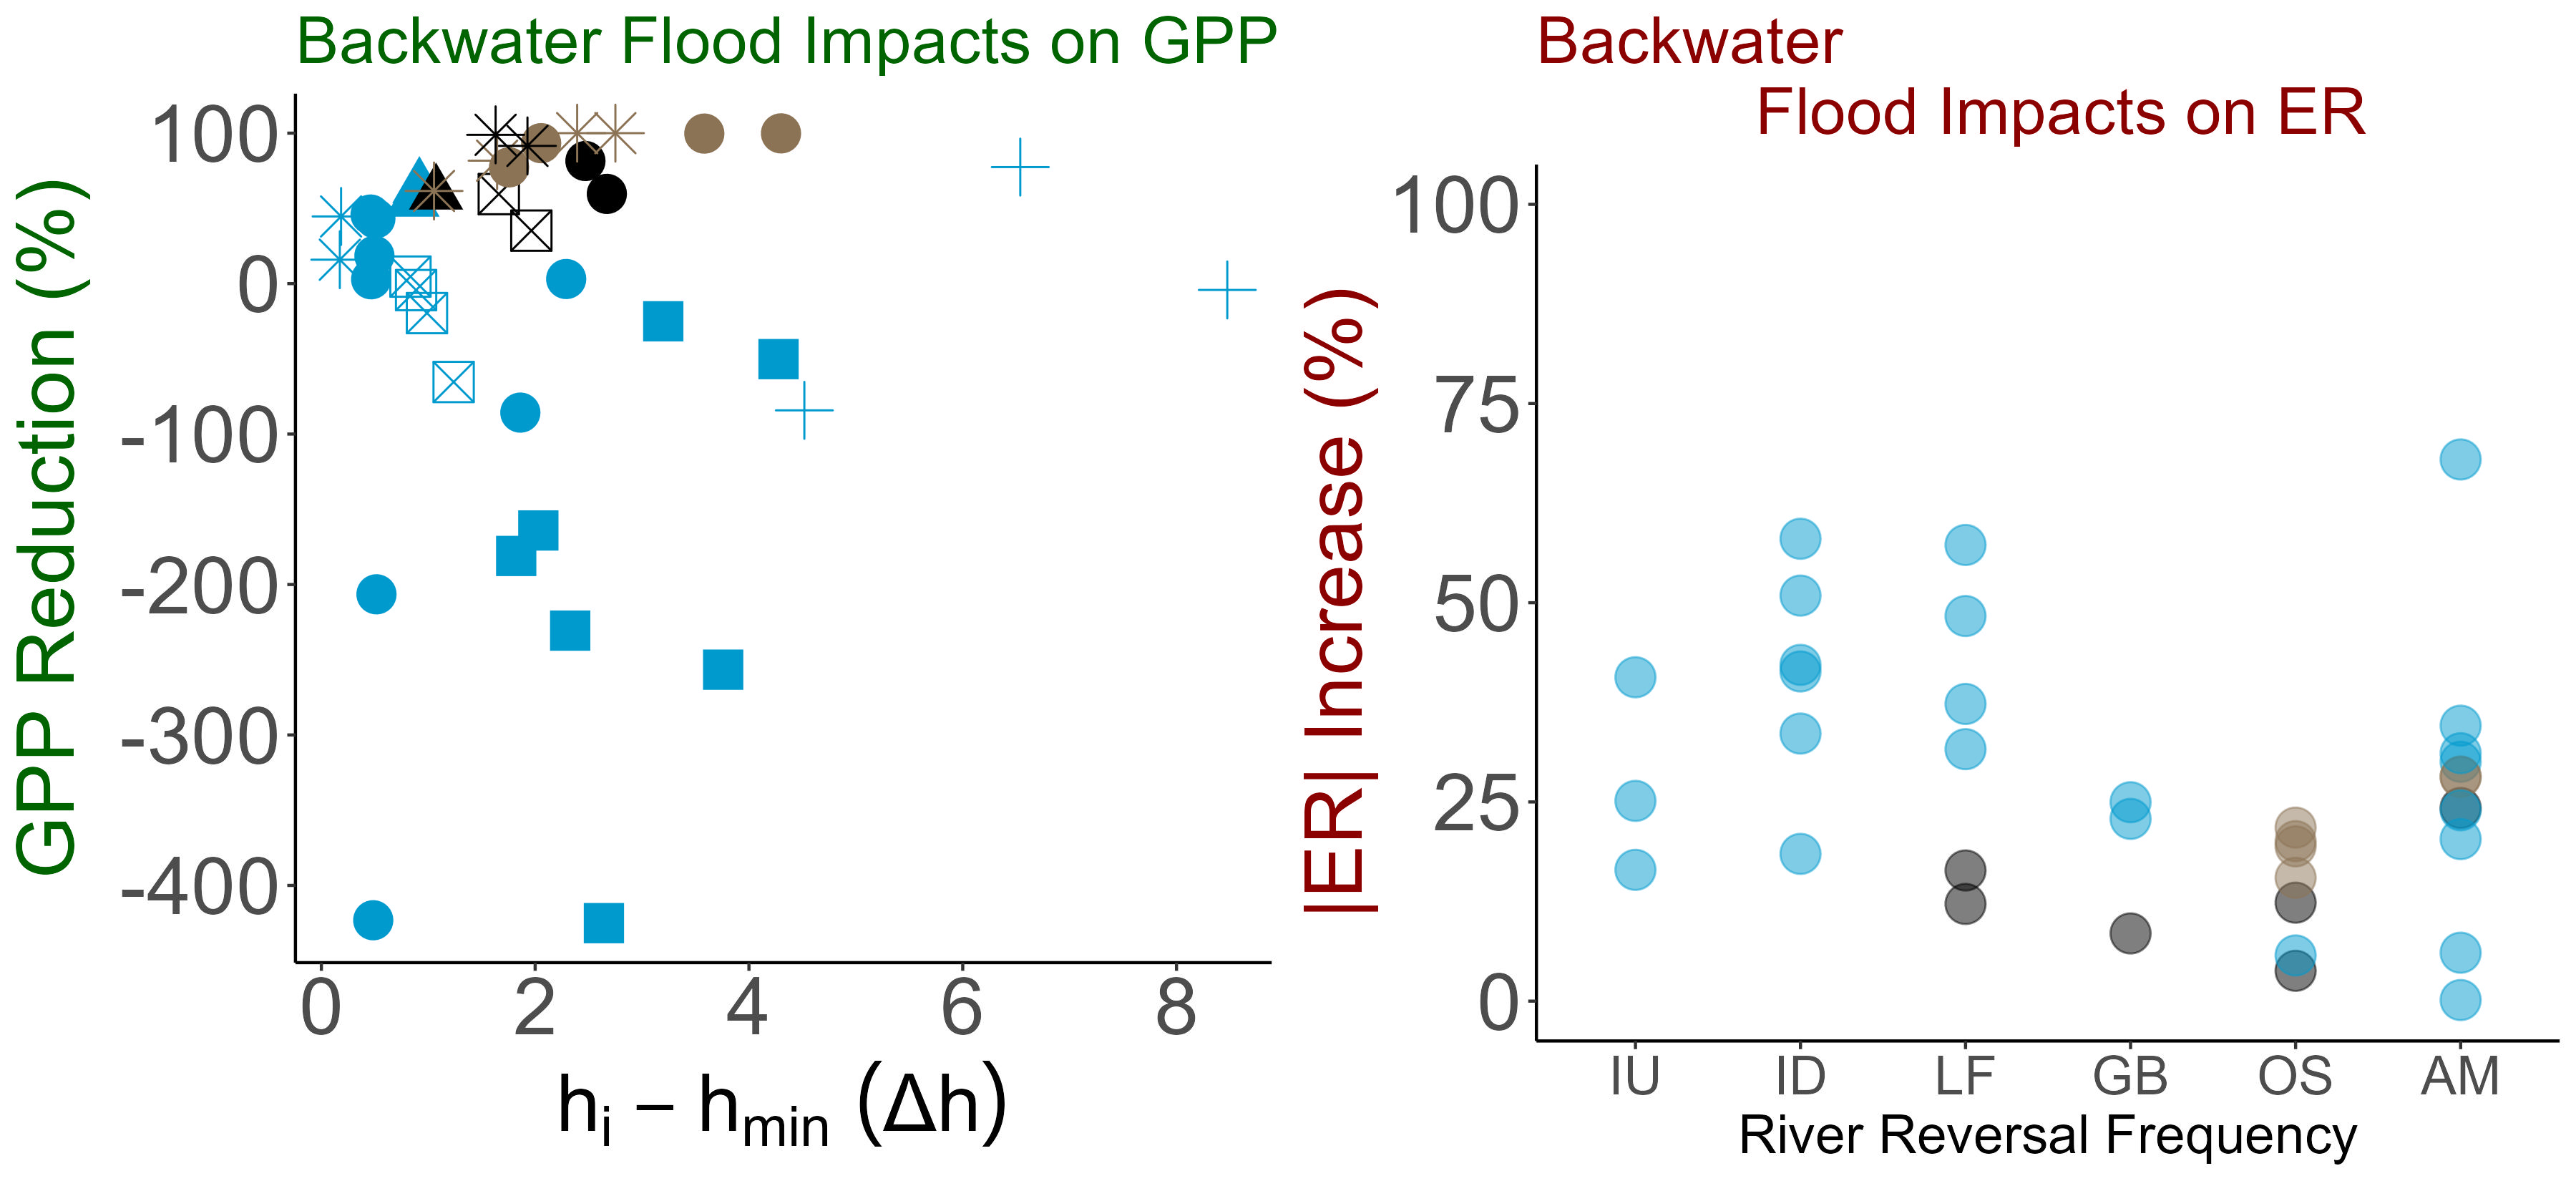 Backwater Flood Impacts on GPP
GPP Reduction (%)
100
0
-100
-200
-300
-400
0 2 4 6 8
hi – hmin (Δh)
Backwater
Flood Impacts on ER
|ER| Increase (%)
100
75
50
25
0
IU ID LF GB OS AM
River Reversal Frequency